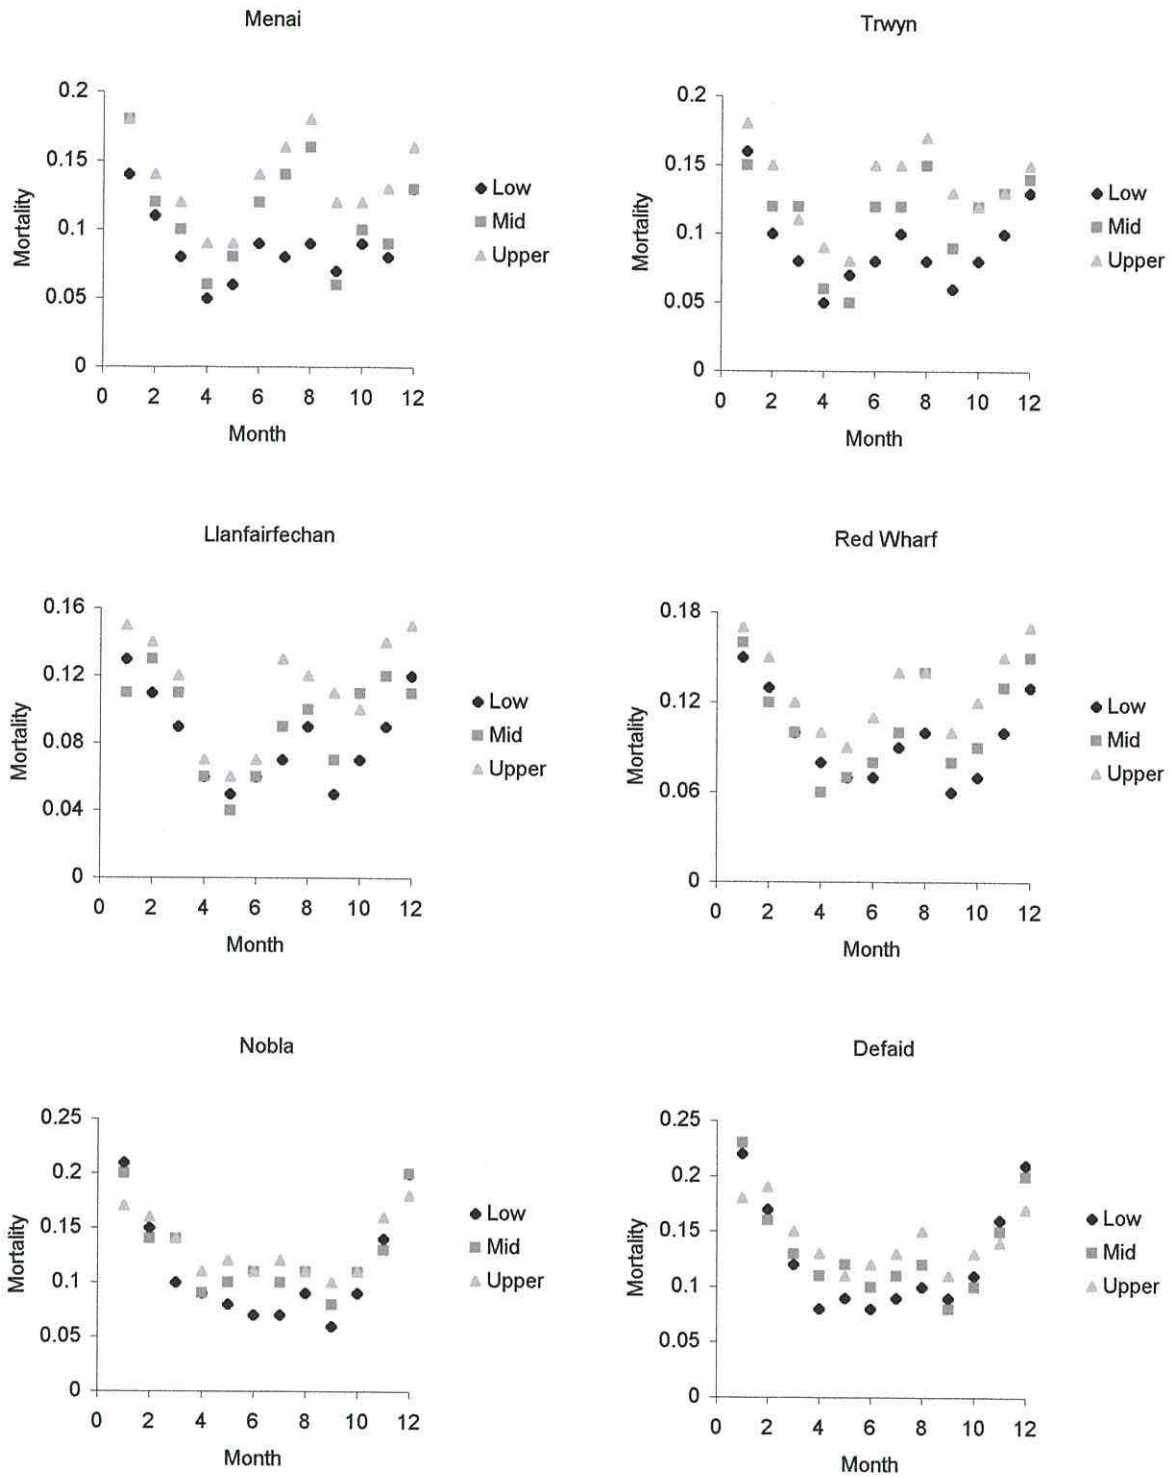 Menai
0.2
0.15
0.1
0.05
0
Mortality
0 2 4 6 8 10 12
Month
Low
Mid
Upper
Trwyn
0.2
0.15
0.1
0.05
0
Mortality
0 2 4 6 8 10 12
Month
Low
Mid
Upper
Llanfairfechan
0.16
0.12
0.08
0.04
0
Mortality
0 2 4 6 8 10 12
Month
Low
Mid
Upper
Red Wharf
0.18
0.12
0.06
0
Mortality
0 2 4 6 8 10 12
Month
Low
Mid
Upper
Nobla
0.25
0.2
0.15
0.1
0.05
0
Mortality
0 2 4 6 8 10 12
Month
Low
Mid
Upper
Defaid
0.25
0.2
0.15
0.1
0.05
0
Mortality
0 2 4 6 8 10 12
Month
Low
Mid
Upper